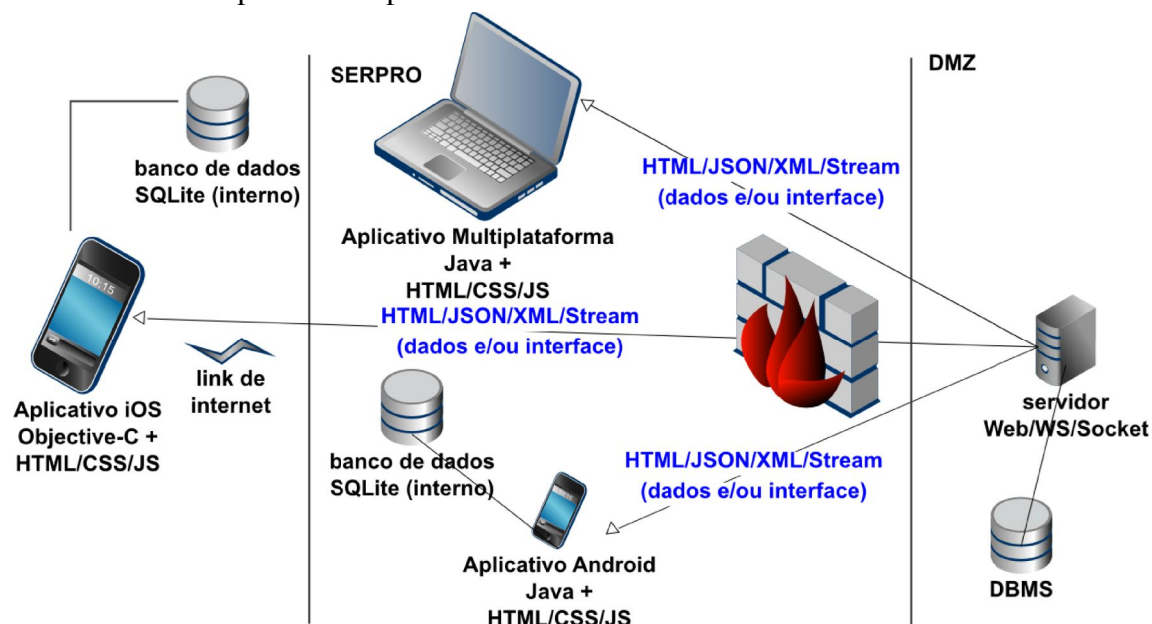 SERPRO
DMZ
banco de dados
SQLite (interno)
HTML/JSON/XML/Stream
(dados e/ou interface)
Aplicativo Multiplataforma
Java +
HTML/CSS/JS
10:15
HTML/JSON/XML/Stream
(dados e/ou interface)
link de
internet
Aplicativo iOS
Objective-C +
HTML/CSS/JS
servidor
Web/WS/Socket
banco de dados
SQLite (interno)
HTML/JSON/XML/Stream
(dados e/ou interface)
Aplicativo Android
Java +
HTML/CSS/JS
DBMS